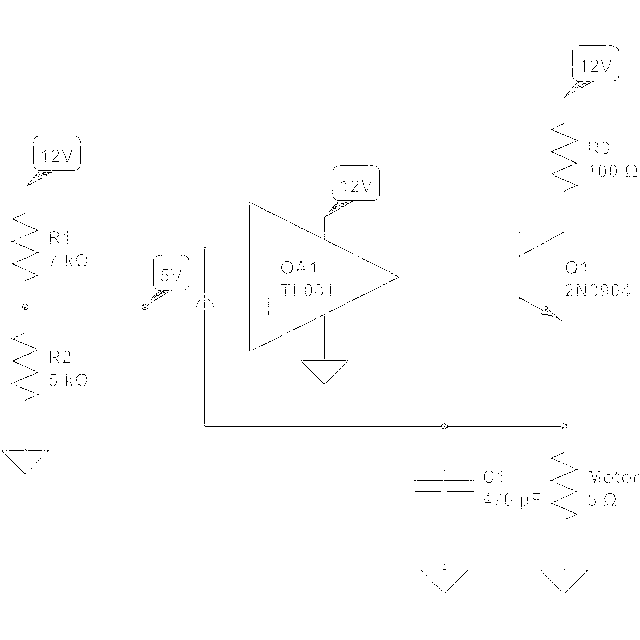 12V
12V
12V
R1
7 kΩ
5V
OA1
TL081
100 Ω
Q1
2N3904
R2
5 kΩ
C1
470 µF
Motor
5 Ω